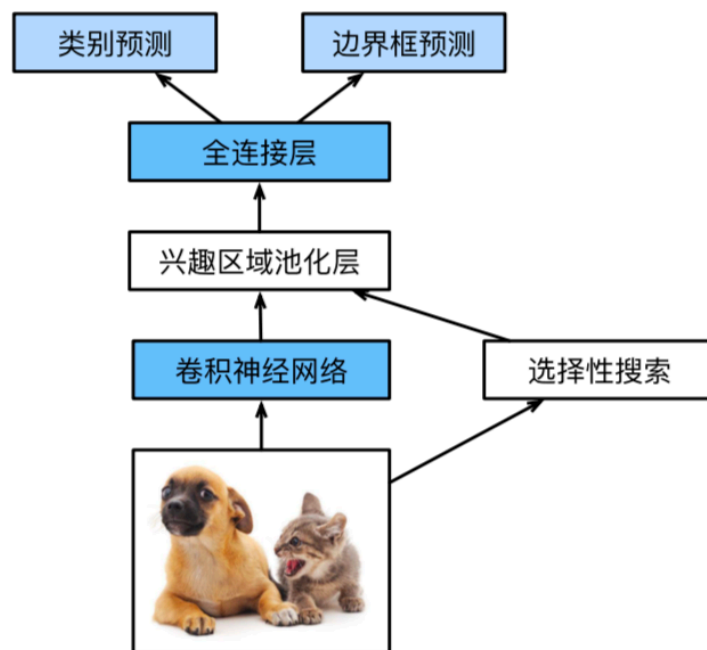 类别预测
边界框预测
全连接层
兴趣区域池化层
卷积神经网络
选择性搜索